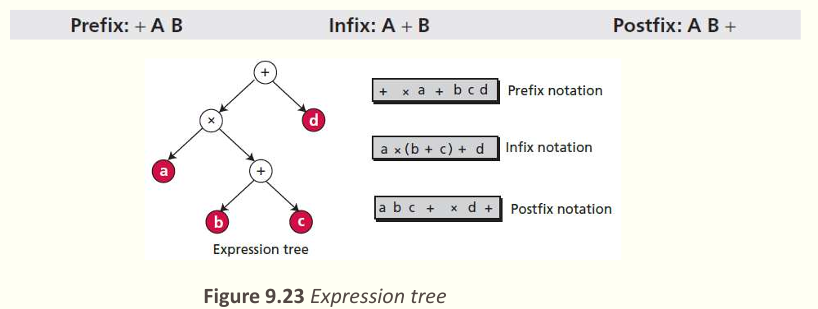 Prefix: + A B Infix: A + B Postfix: A B +
+
×
d
a
+
b
c
Expression tree
+ × a + b c d Prefix notation
a × (b + c) + d Infix notation
a b c + × d + Postfix notation
Figure 9.23 Expression tree